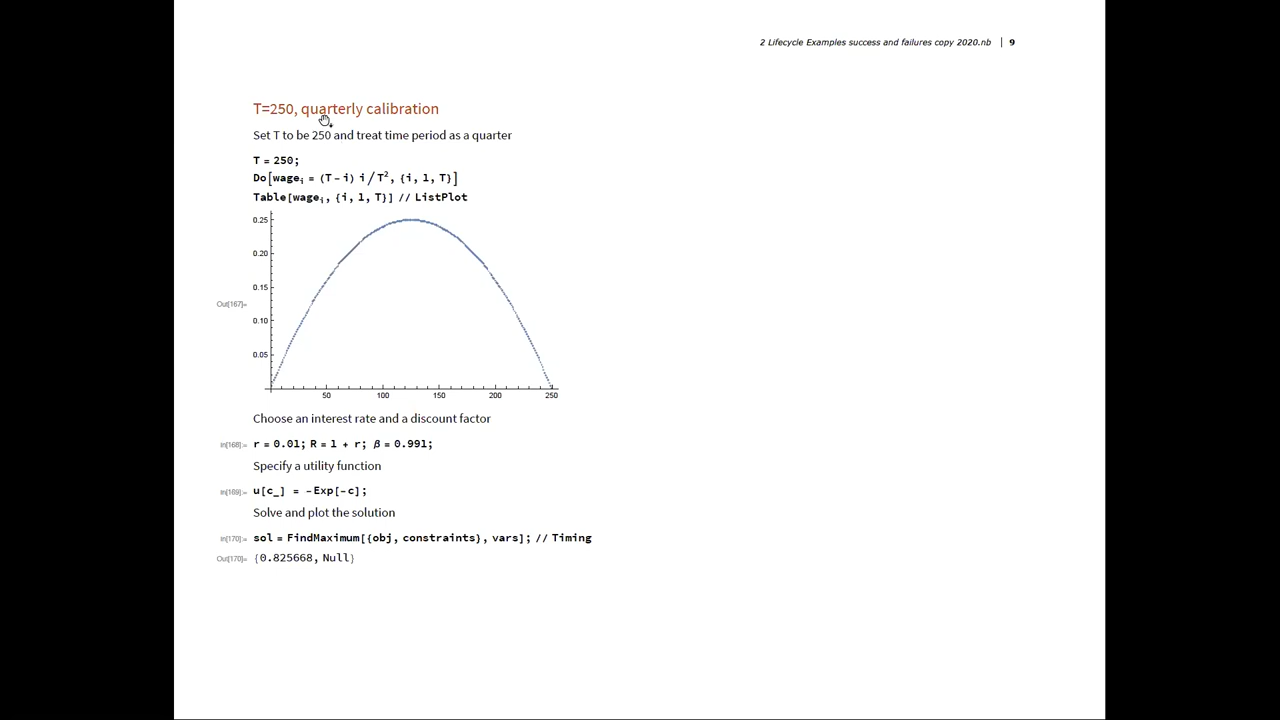 2 Lifecycle Examples success and failures copy 2020.nb | 9
T=250, quarterly calibration
Set T to be 250 and treat time period as a quarter
T = 250;
Do[wageᵢ = (T - i) i / T², {i, 1, T}]
Table[wageᵢ, {i, 1, T}] // ListPlot
0.25
0.20
0.15
Out[167]=
0.10
0.05
50 100 150 200 250
Choose an interest rate and a discount factor
In[168]:= r = 0.01; R = 1 + r; β = 0.991;
Specify a utility function
In[169]:= u[c_] = -Exp[-c];
Solve and plot the solution
In[170]:= sol = FindMaximum[{obj, constraints}, vars]; // Timing
Out[170]= {0.825668, Null}